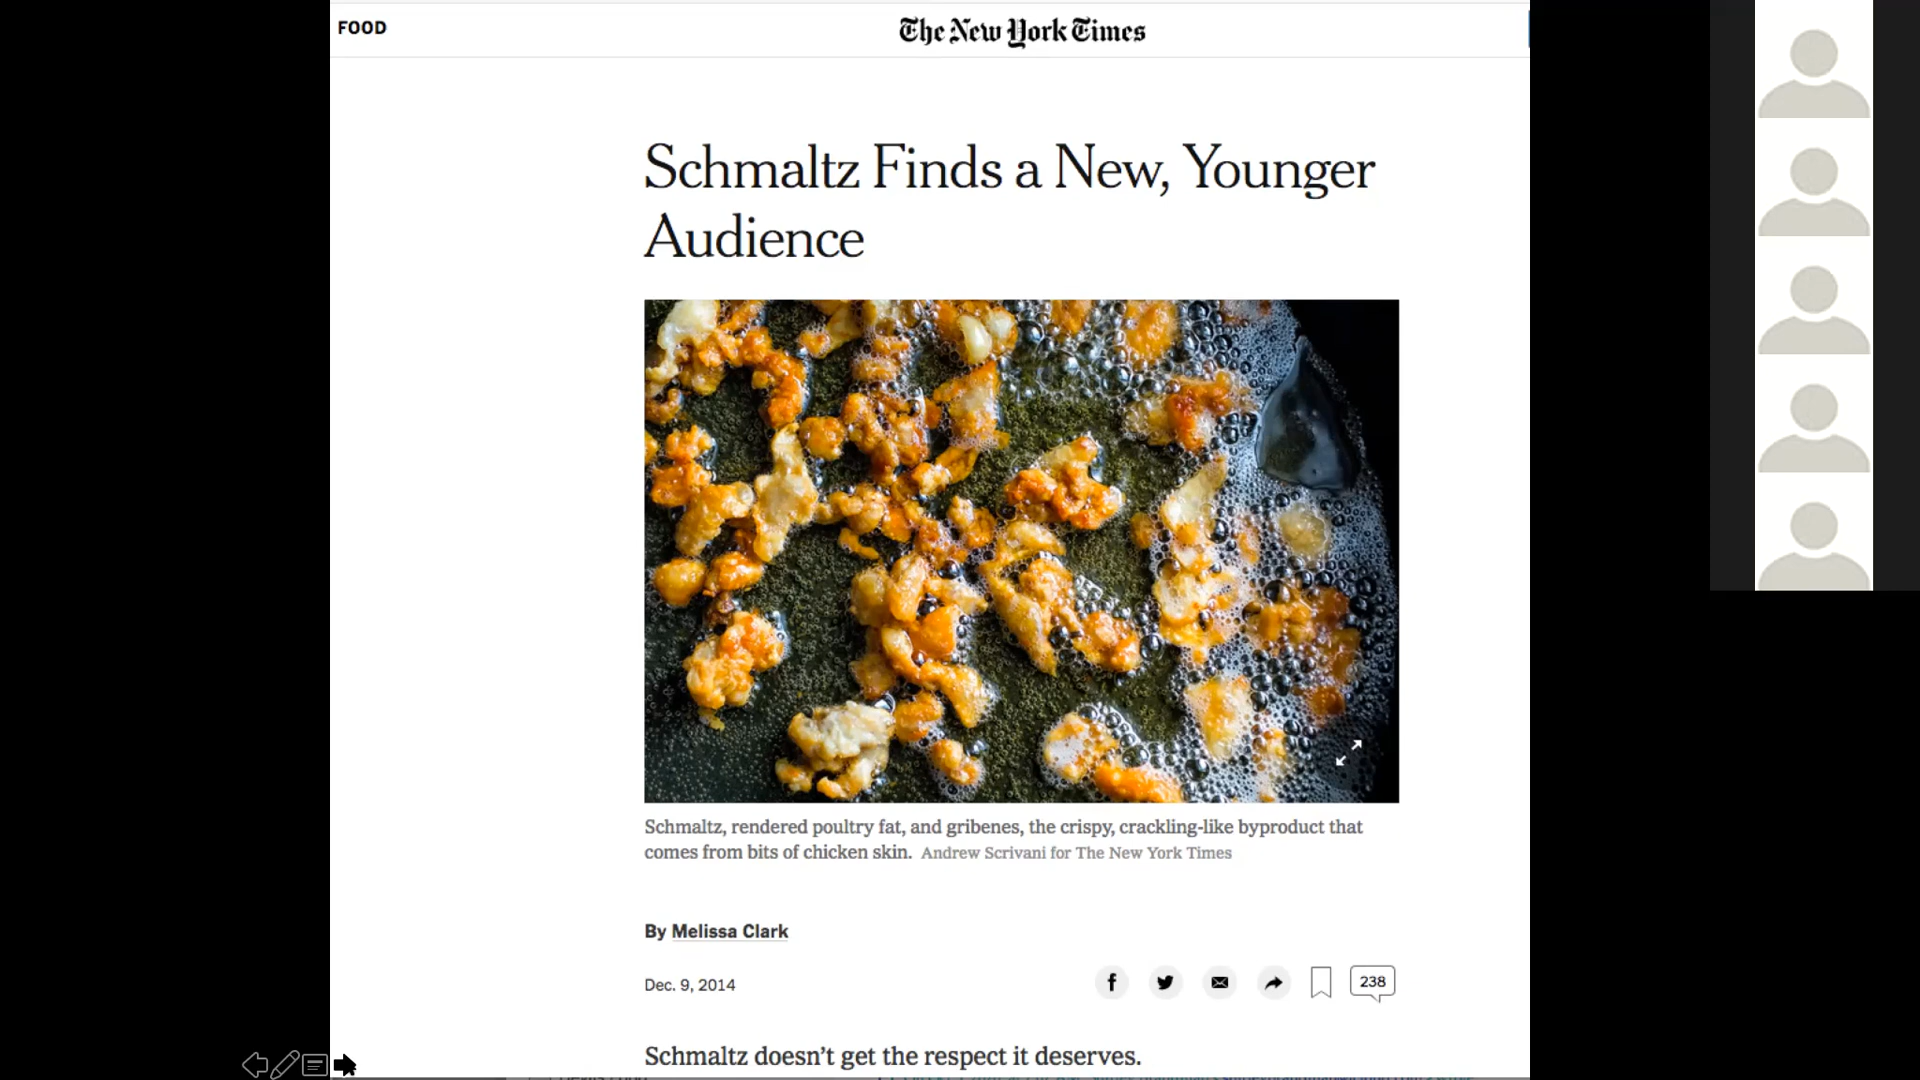 FOOD
The New York Times
Schmaltz Finds a New, Younger
Audience
Schmaltz, rendered poultry fat, and gribenes, the crispy, crackling-like byproduct that
comes from bits of chicken skin. Andrew Scrivani for The New York Times
By Melissa Clark
Dec. 9, 2014
238
Schmaltz doesn’t get the respect it deserves.